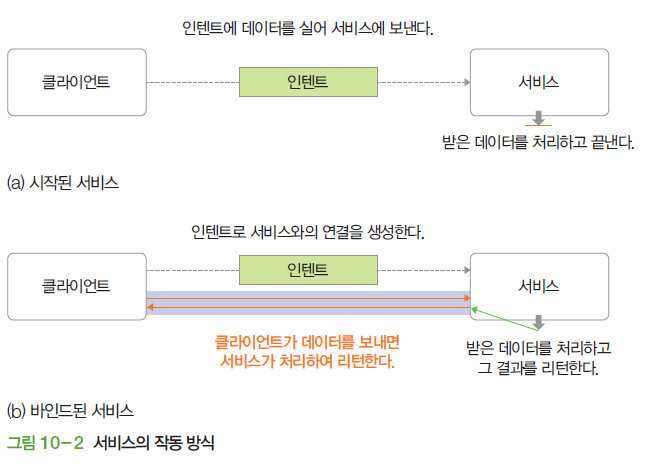 인텐트에 데이터를 실어 서비스에 보낸다.
클라이언트
인텐트
서비스
받은 데이터를 처리하고 끝낸다.
(a) 시작된 서비스
인텐트로 서비스와의 연결을 생성한다.
클라이언트
인텐트
서비스
클라이언트가 데이터를 보내면
서비스가 처리하여 리턴한다.
받은 데이터를 처리하고
그 결과를 리턴한다.
(b) 바인드된 서비스
그림 10-2 서비스의 작동 방식